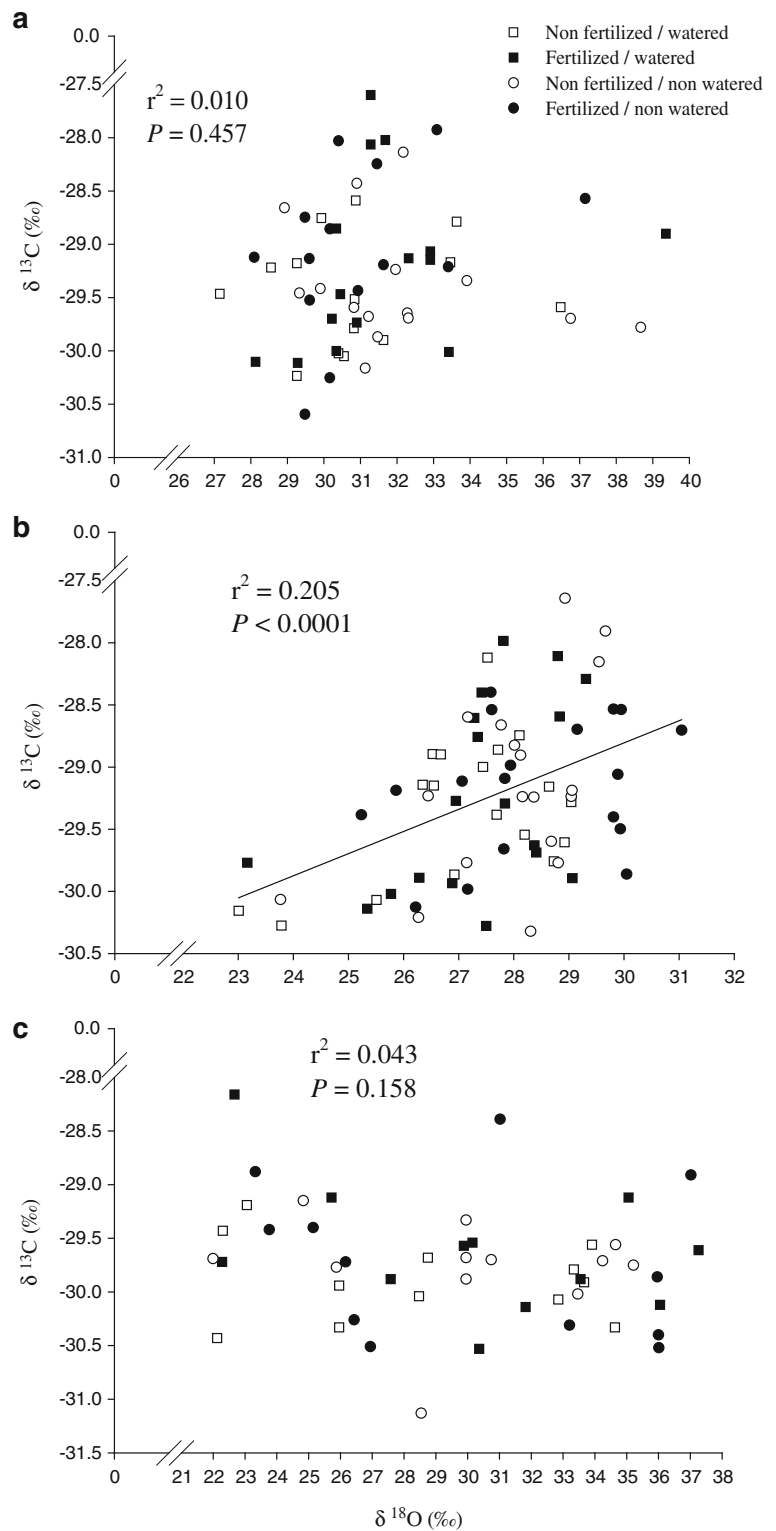 a
0.0
-27.5
-28.0
-28.5
-29.0
-29.5
-30.0
-30.5
-31.0
δ ¹³C (‰)
r² = 0.010
P = 0.457
Non fertilized / watered
Fertilized / watered
Non fertilized / non watered
Fertilized / non watered
0 26 27 29 30 31 32 33 35 36 37 39 40
b
0.0
-27.5
-28.0
-28.5
-29.0
-29.5
-30.0
-30.5
δ ¹³C (‰)
r² = 0.205
P < 0.0001
0 22 23 24 25 26 27 28 29 30 31 32
c
0.0
-28.0
-28.5
-29.0
-29.5
-30.0
-30.5
-31.0
-31.5
δ ¹³C (‰)
r² = 0.043
P = 0.158
0 21 22 23 24 25 26 27 28 30 31 32 33 34 35 36 37 38
δ ¹⁸O (‰)